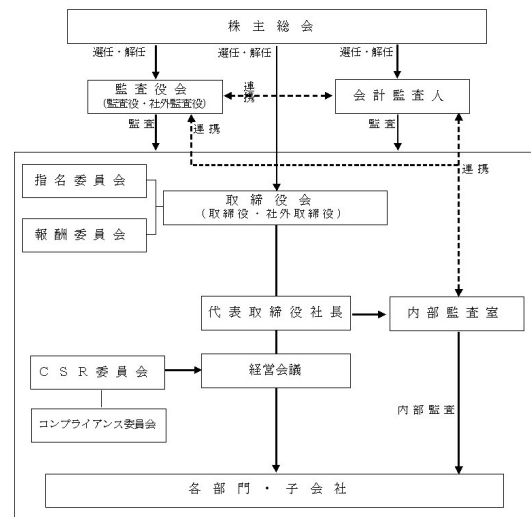 株主総会
選任・解任
選任・解任
選任・解任
監査役会
(監査役・社外監査役)
連携
会計監査人
監査
連携
監査
連携
指名委員会
取締役会
(取締役・社外取締役)
報酬委員会
代表取締役社長
内部監査室
CSR委員会
経営会議
コンプライアンス委員会
内部監査
各部門・子会社